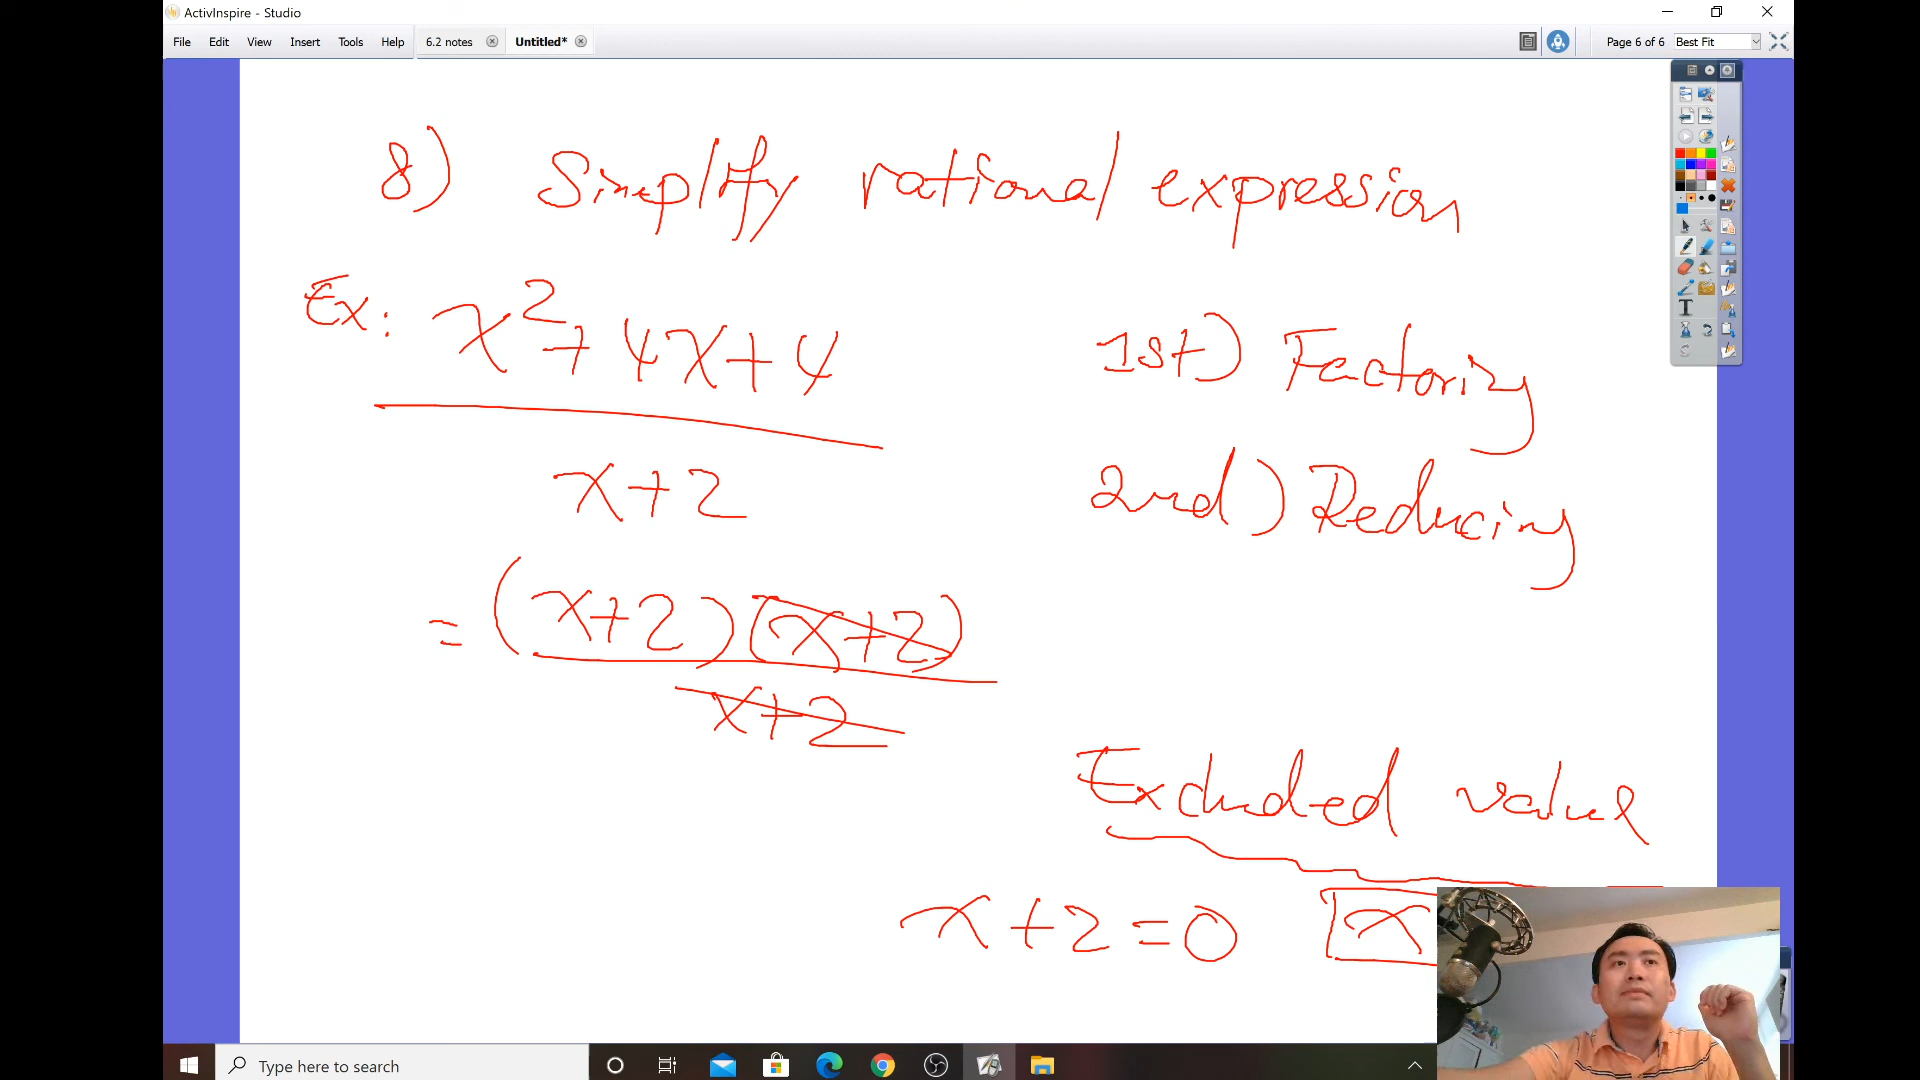 ActivInspire - Studio
File Edit View Insert Tools Help 6.2 notes Untitled* Page 6 of 6 Best Fit
8) Simplify rational expression
Ex: x² + 4x + 4
x + 2
1st) Factoring
2nd) Reducing
= (x+2)(x+2)
x+2
Excluded value
x + 2 = 0 x
Type here to search